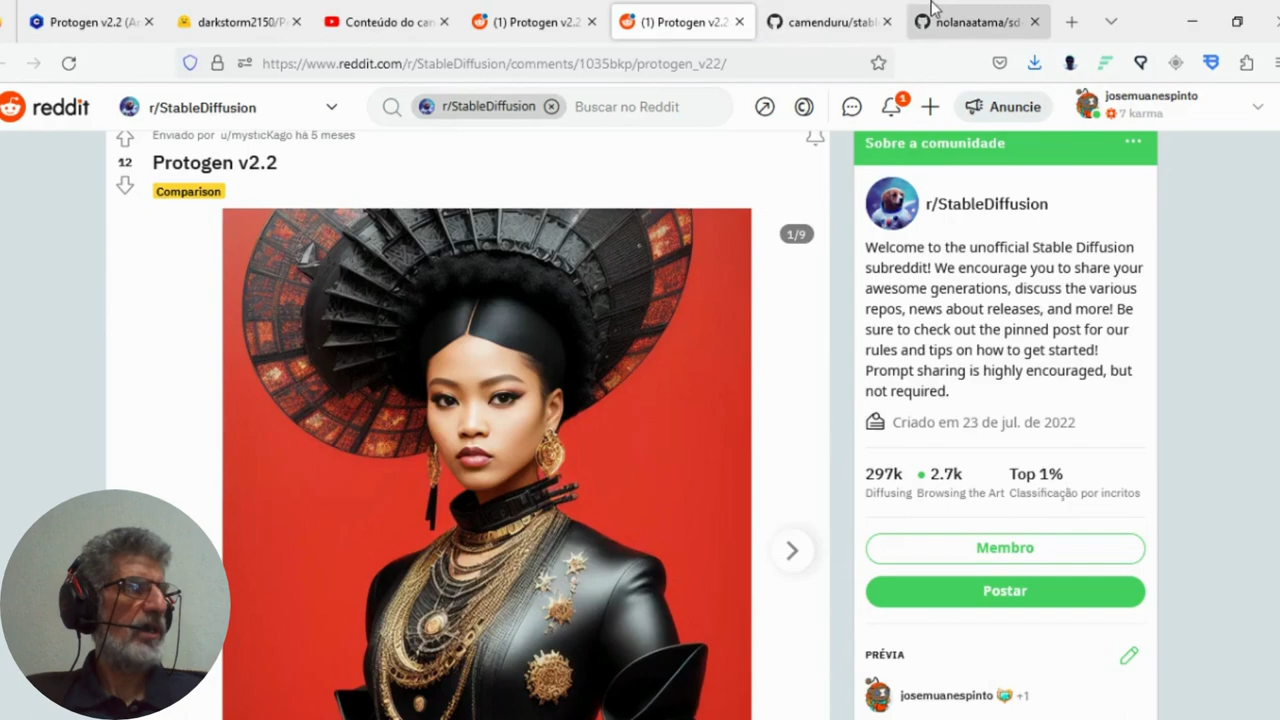 Protogen v2.2 (Ar
darkstorm2150/P
Conteúdo do can
(1) Protogen v2.2
(1) Protogen v2.2
camenduru/stabl
nolanaatama/sd
https://www.reddit.com/r/StableDiffusion/comments/1035bkp/protogen_v22/
reddit
r/StableDiffusion
r/StableDiffusion
Buscar no Reddit
1
Anuncie
josemuanespinto
7 karma
Enviado por u/mysticKago há 5 meses
12
Protogen v2.2
Comparison
1/9
Sobre a comunidade
r/StableDiffusion
Welcome to the unofficial Stable Diffusion
subreddit! We encourage you to share your
awesome generations, discuss the various
repos, news about releases, and more! Be
sure to check out the pinned post for our
rules and tips on how to get started!
Prompt sharing is highly encouraged, but
not required.
Criado em 23 de jul. de 2022
297k 2.7k Top 1%
Diffusing Browsing the Art Classificação por incritos
Membro
Postar
PRÉVIA
josemuanespinto +1